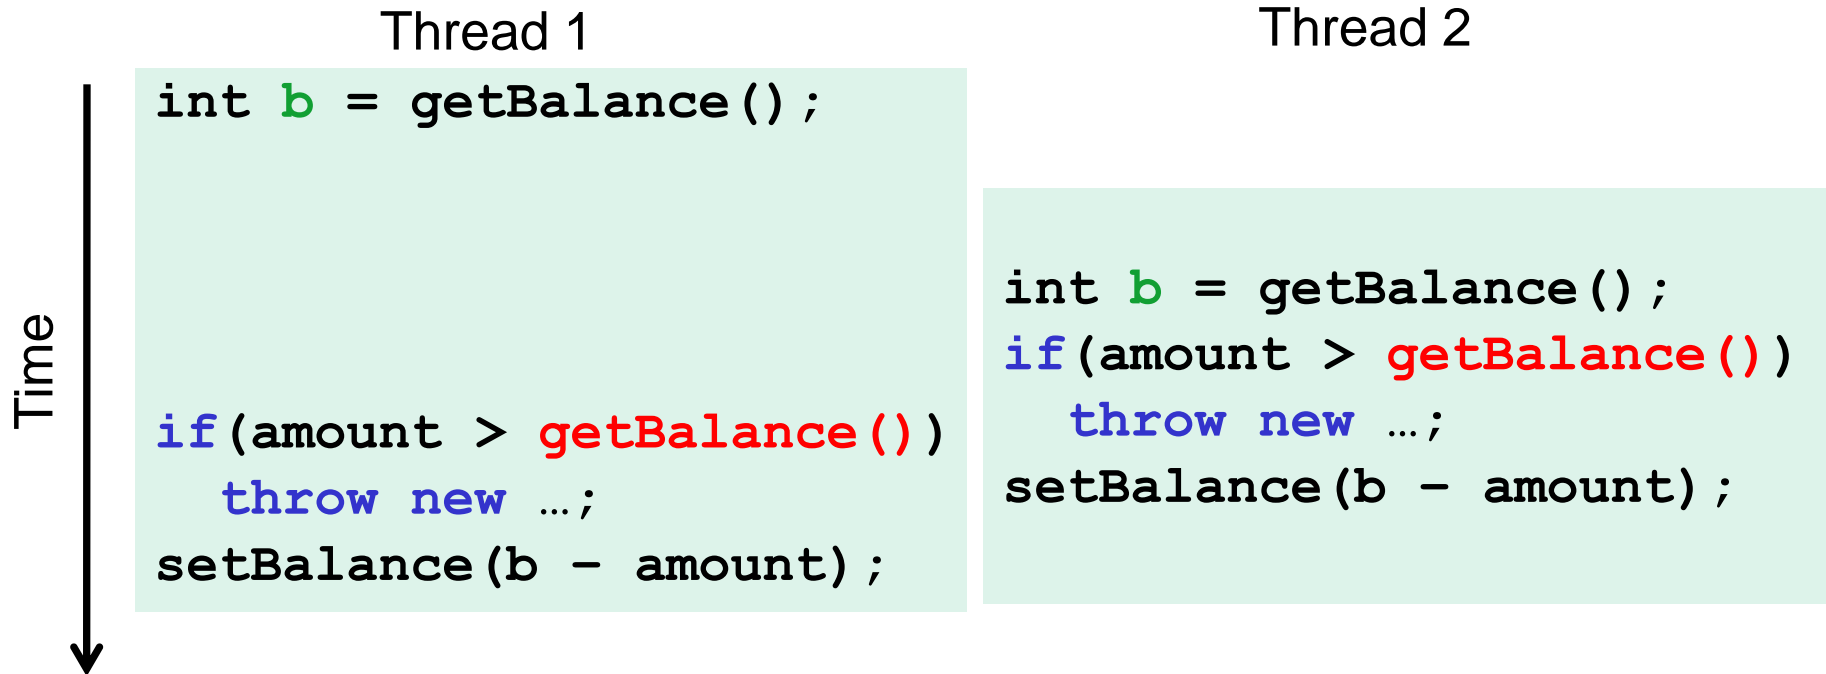 Thread 1
Thread 2
Time
int b = getBalance();
if(amount > getBalance())
  throw new …;
setBalance(b – amount);
int b = getBalance();
if(amount > getBalance())
  throw new …;
setBalance(b – amount);